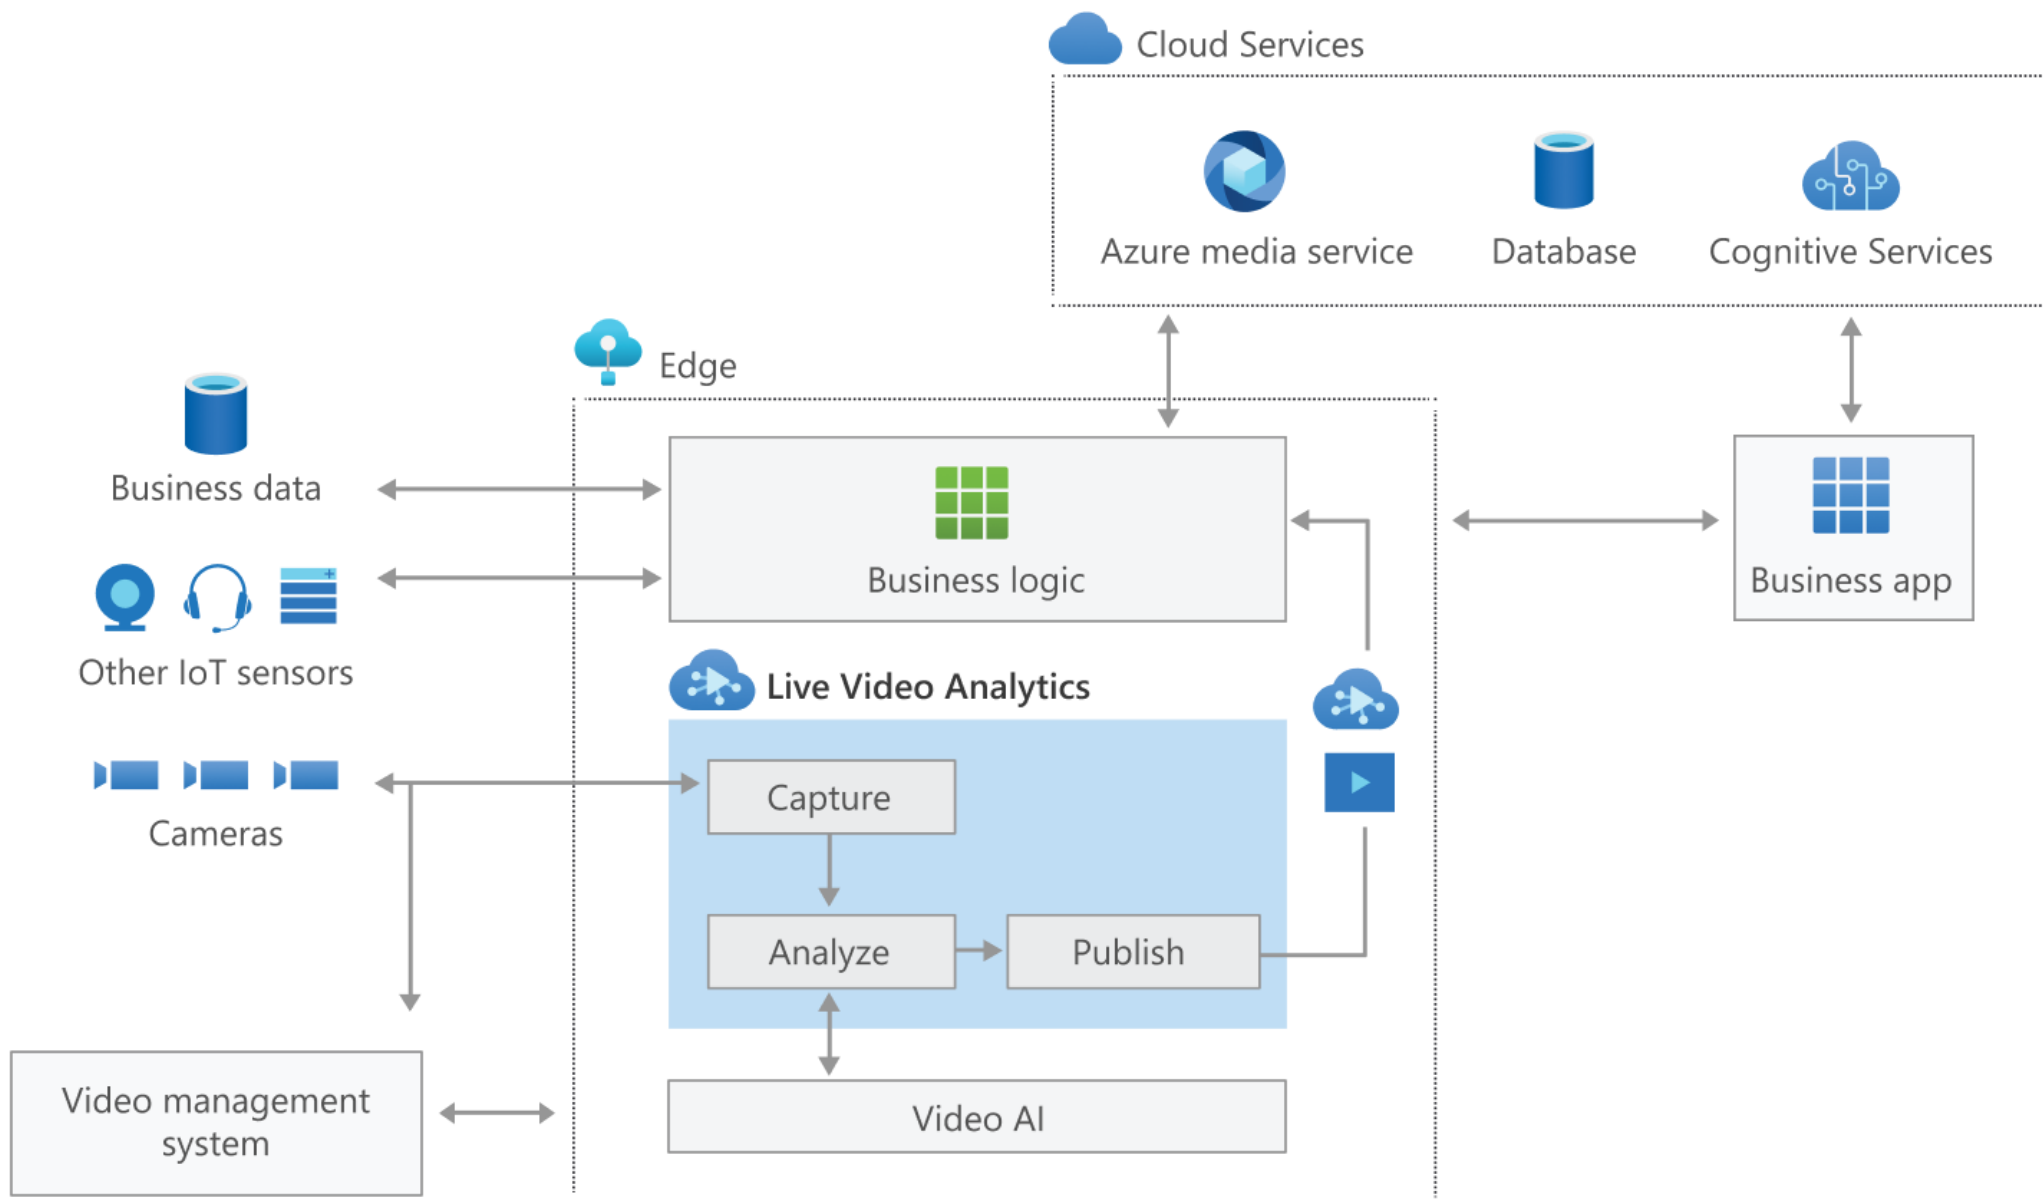 Cloud Services
Azure media service
Database
Cognitive Services
Edge
Business data
Business logic
Business app
Other IoT sensors
Live Video Analytics
Cameras
Capture
Analyze
Publish
Video management
system
Video AI